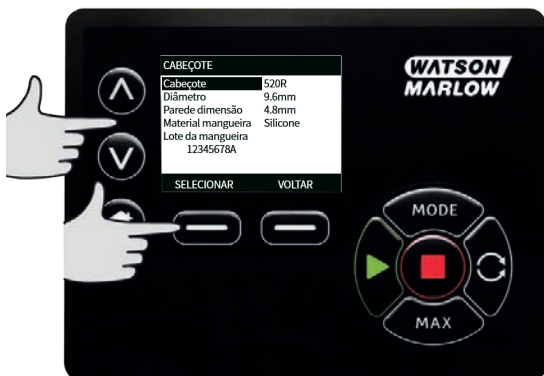 CABEÇOTE
Cabeçote 520R
Diâmetro 9.6mm
Parede dimensão 4.8mm
Material mangueira Silicone
Lote da mangueira
12345678A
SELECIONAR VOLTAR
WATSON
MARLOW
MODE
MAX